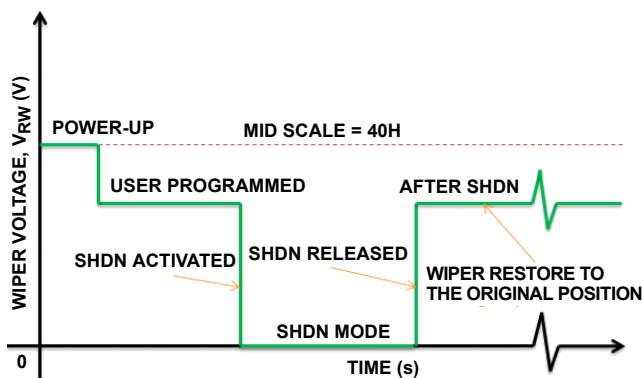 WIPER VOLTAGE, VRW (V)
POWER-UP
MID SCALE = 40H
USER PROGRAMMED
AFTER SHDN
SHDN ACTIVATED
SHDN RELEASED
WIPER RESTORE TO
THE ORIGINAL POSITION
SHDN MODE
0
TIME (s)